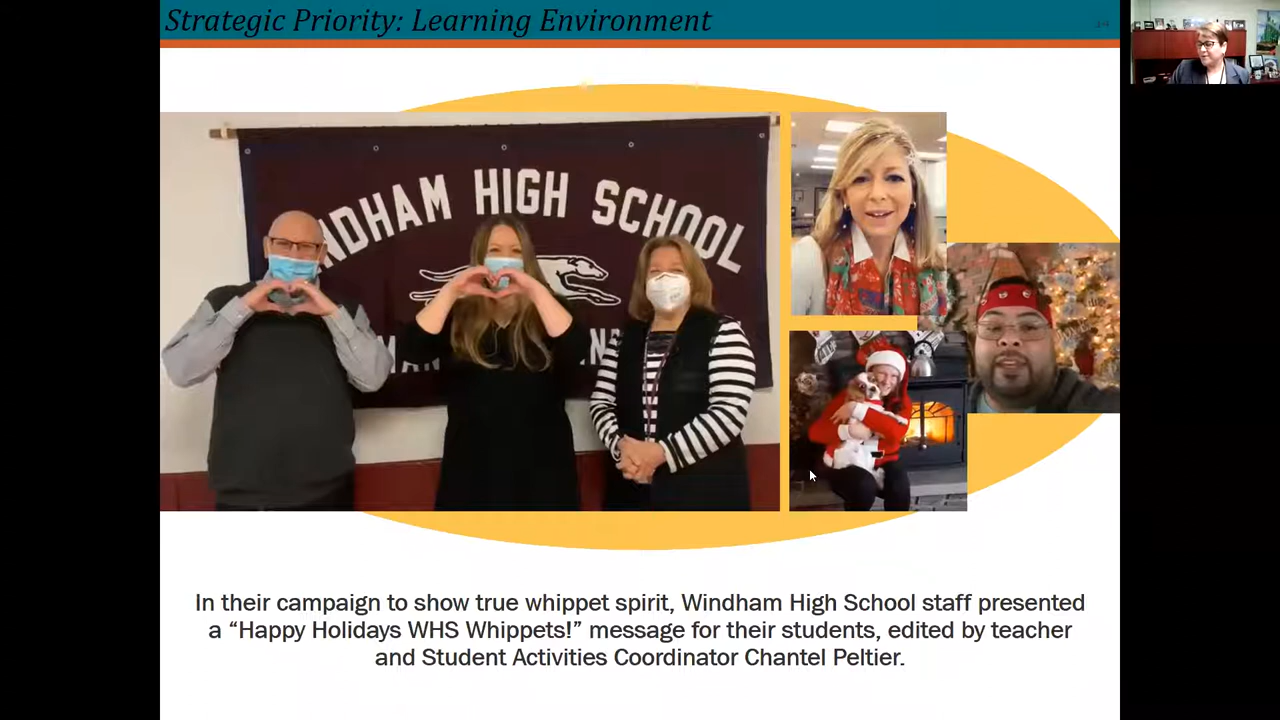 Strategic Priority: Learning Environment
WINDHAM HIGH SCHOOL
In their campaign to show true whippet spirit, Windham High School staff presented
a “Happy Holidays WHS Whippets!” message for their students, edited by teacher
and Student Activities Coordinator Chantel Peltier.